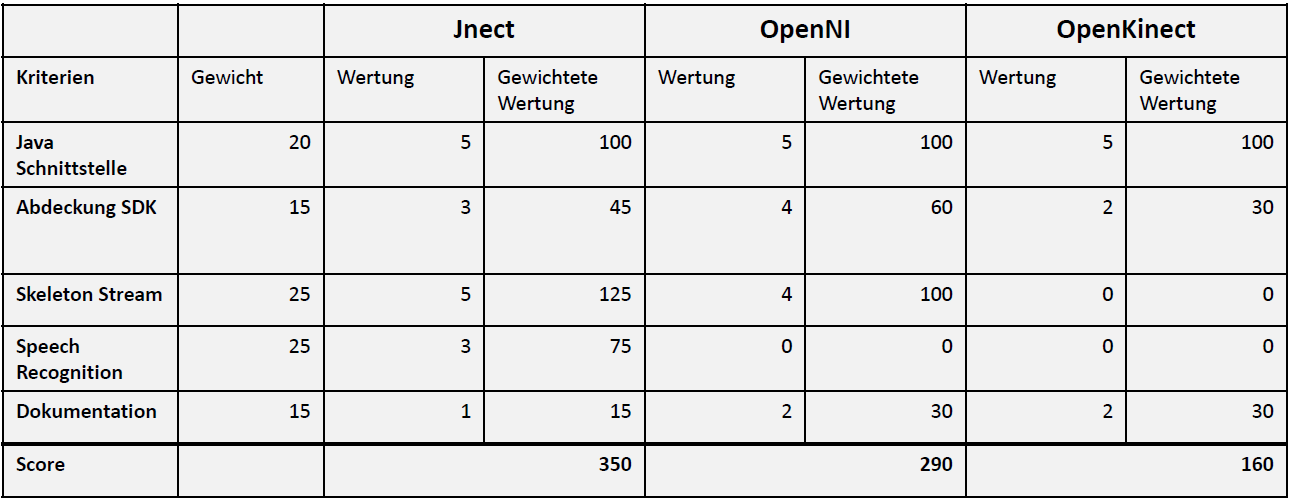 Jnect OpenNI OpenKinect
Kriterien Gewicht Wertung Gewichtete Wertung Gewichtete Wertung Gewichtete
Wertung Wertung Wertung
Java 20 5 100 5 100 5 100
Schnittstelle
Abdeckung SDK 15 3 45 4 60 2 30
Skeleton Stream 25 5 125 4 100 0 0
Speech 25 3 75 0 0 0 0
Recognition
Dokumentation 15 1 15 2 30 2 30
Score 350 290 160